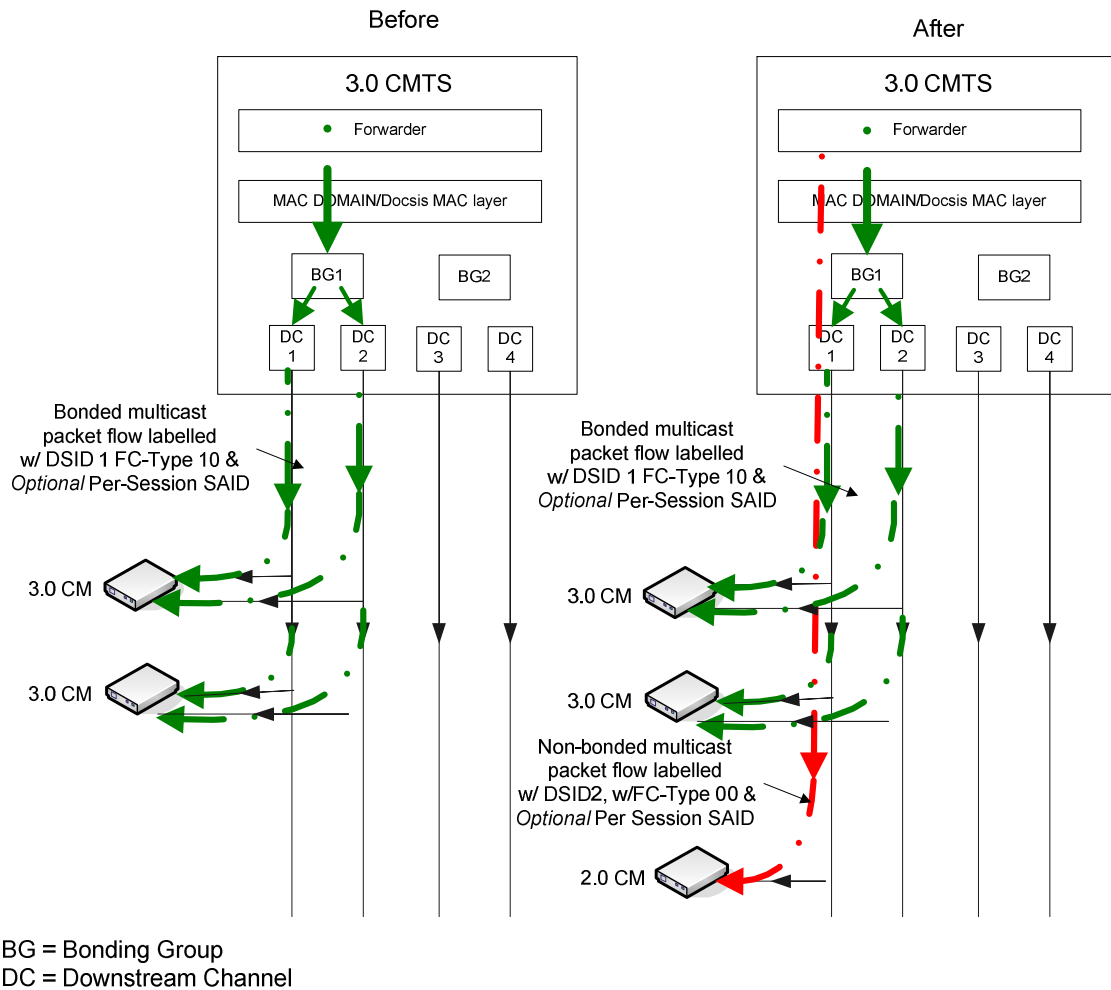 Before
3.0 CMTS
Forwarder
MAC DOMAIN/Docsis MAC layer
BG1
BG2
DC
1
DC
2
DC
3
DC
4
Bonded multicast
packet flow labelled
w/ DSID 1 FC-Type 10 &
Optional Per-Session SAID
3.0 CM
3.0 CM
After
3.0 CMTS
Forwarder
MAC DOMAIN/Docsis MAC layer
BG1
BG2
DC
1
DC
2
DC
3
DC
4
Bonded multicast
packet flow labelled
w/ DSID 1 FC-Type 10 &
Optional Per-Session SAID
3.0 CM
3.0 CM
Non-bonded multicast
packet flow labelled
w/ DSID2, w/FC-Type 00 &
Optional Per Session SAID
2.0 CM
BG = Bonding Group
DC = Downstream Channel